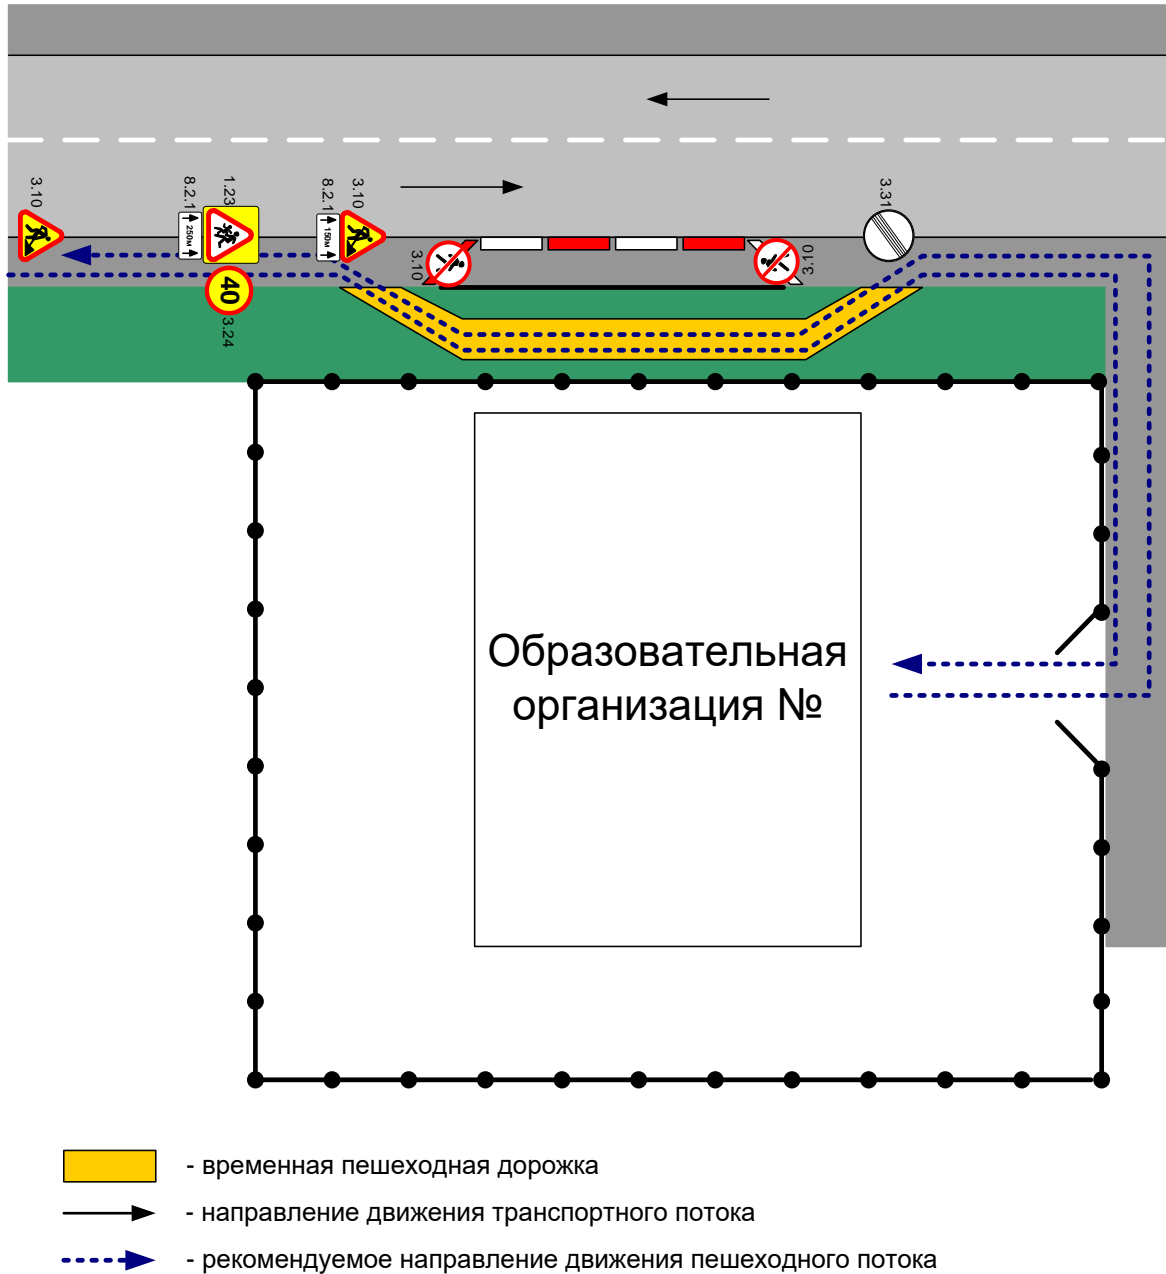 3.10
8.2.1
250м
1.23
40
3.24
8.2.1
150м
3.10
3.10
3.10
3.31
Образовательная
организация №
- временная пешеходная дорожка
- направление движения транспортного потока
- рекомендуемое направление движения пешеходного потока